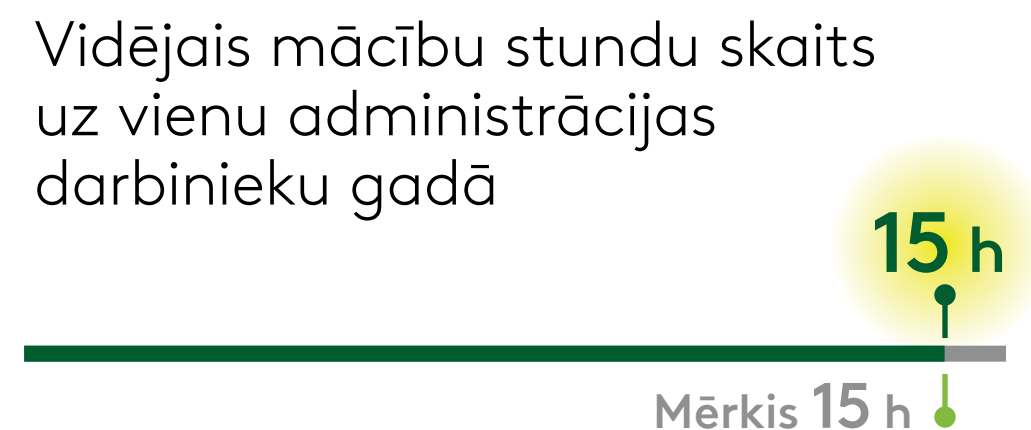 Vidējais mācību stundu skaits
uz vienu administrācijas
darbinieku gadā
15 h
Mērķis 15 h